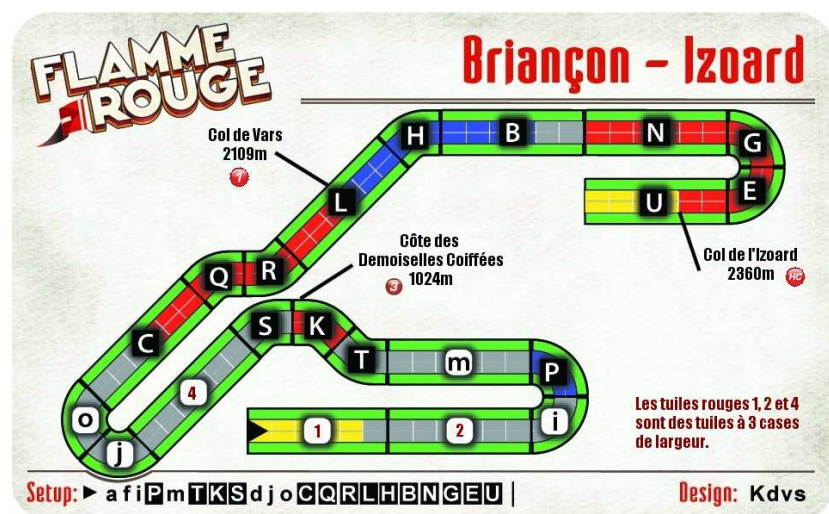 FLAMME
ROUGE
Briançon – Izoard
Col de Vars
2109m
1
H B N G
E
U
L
Col de l'Izoard
2360m HC
Côte des
Demoiselles Coiffées
1024m
3
Q R
C
S K
T m P
4
o
j
1 2 i
Les tuiles rouges 1, 2 et 4
sont des tuiles à 3 cases
de largeur.
Setup: ► a f i P m T K S d j o C Q R L H B N G E U |
Design: Kdvs